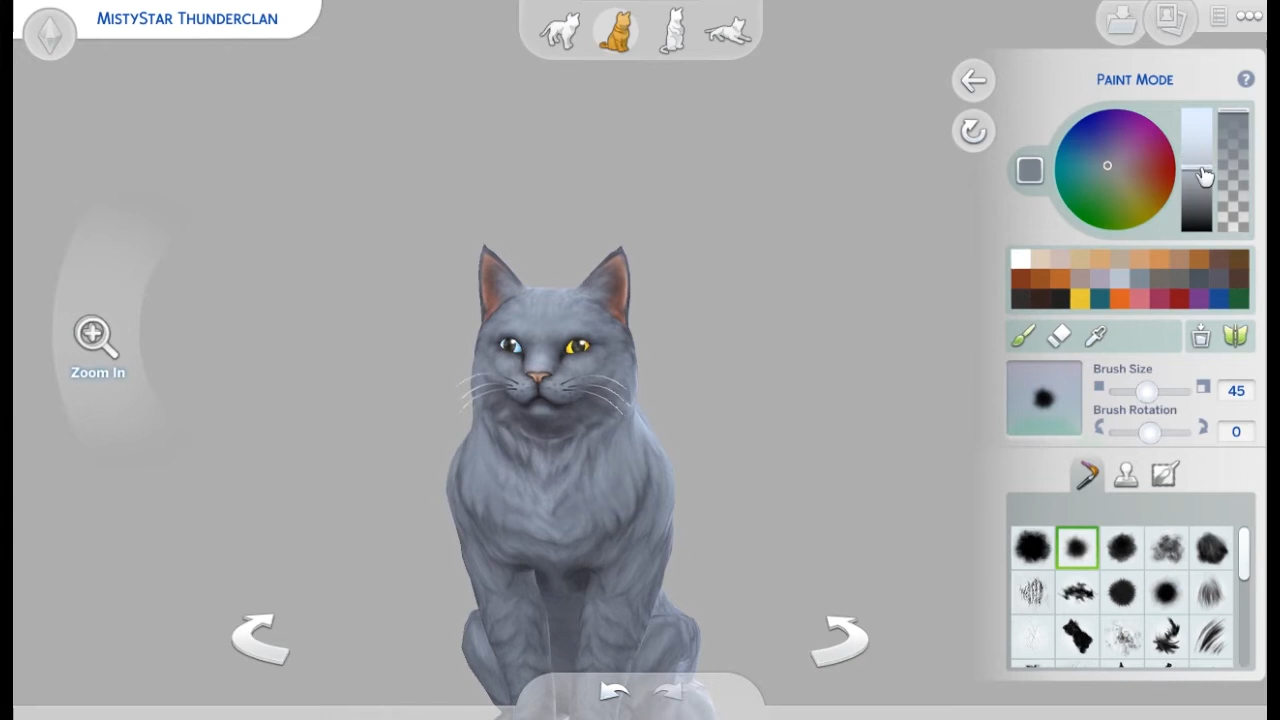 MistyStar Thunderclan
Paint Mode
?
Zoom In
Brush Size
45
Brush Rotation
0